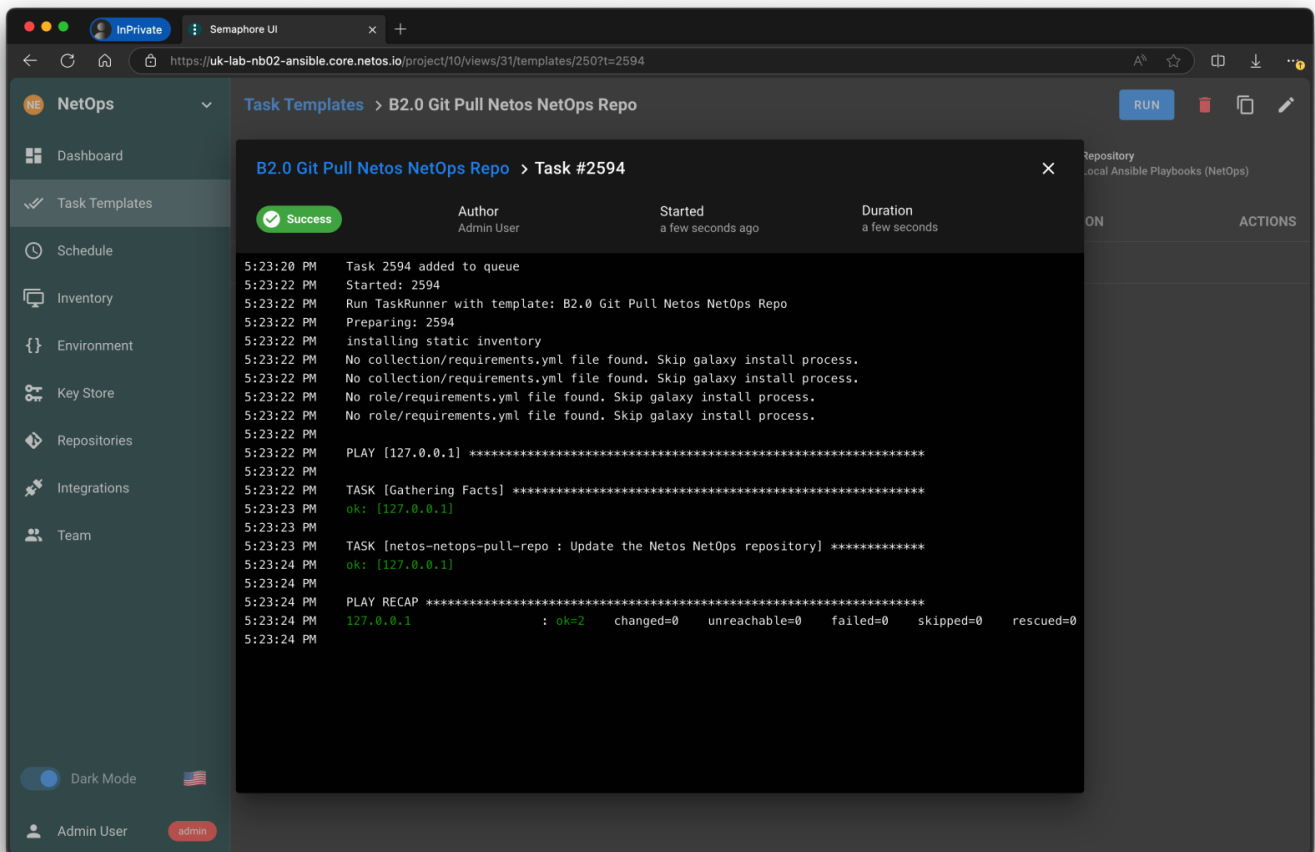 InPrivate
Semaphore UI
https://uk-lab-nb02-ansible.core.netos.io/project/10/views/31/templates/250?t=2594
NE
NetOps
Task Templates > B2.0 Git Pull Netos NetOps Repo
RUN
Dashboard
Task Templates
Schedule
Inventory
Environment
Key Store
Repositories
Integrations
Team
Dark Mode
Admin User
admin
Repository
Local Ansible Playbooks (NetOps)
ON
ACTIONS
B2.0 Git Pull Netos NetOps Repo > Task #2594
Success
Author
Admin User
Started
a few seconds ago
Duration
a few seconds
5:23:20 PM Task 2594 added to queue
5:23:22 PM Started: 2594
5:23:22 PM Run TaskRunner with template: B2.0 Git Pull Netos NetOps Repo
5:23:22 PM Preparing: 2594
5:23:22 PM installing static inventory
5:23:22 PM No collection/requirements.yml file found. Skip galaxy install process.
5:23:22 PM No collection/requirements.yml file found. Skip galaxy install process.
5:23:22 PM No role/requirements.yml file found. Skip galaxy install process.
5:23:22 PM No role/requirements.yml file found. Skip galaxy install process.
5:23:22 PM
5:23:22 PM PLAY [127.0.0.1] ***************************************************************
5:23:22 PM
5:23:22 PM TASK [Gathering Facts] *********************************************************
5:23:23 PM ok: [127.0.0.1]
5:23:23 PM
5:23:23 PM TASK [netos-netops-pull-repo : Update the Netos NetOps repository] *************
5:23:24 PM ok: [127.0.0.1]
5:23:24 PM
5:23:24 PM PLAY RECAP *********************************************************************
5:23:24 PM 127.0.0.1 : ok=2 changed=0 unreachable=0 failed=0 skipped=0 rescued=0
5:23:24 PM